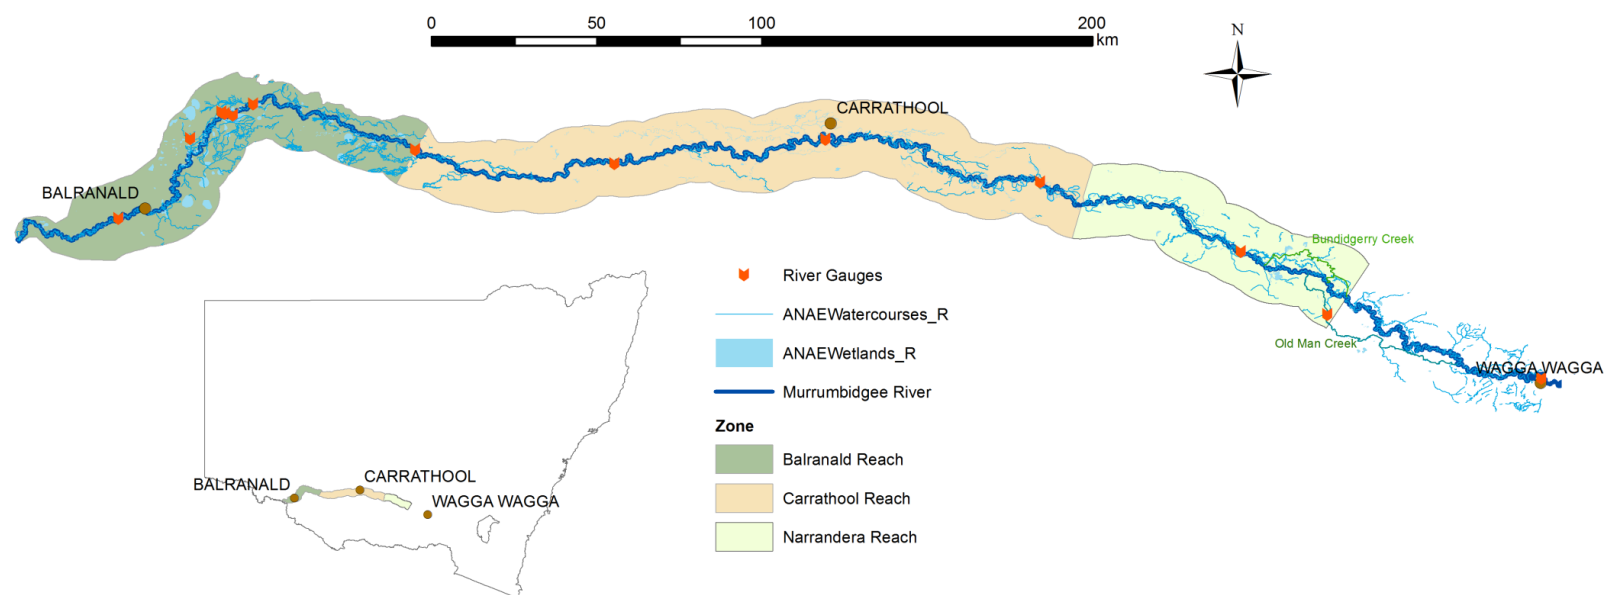 0 50 100 200
km
N
CARRATHOOL
BALRANALD
Bundidgerry Creek
Old Man Creek
WAGGA WAGGA
River Gauges
ANAEWatercourses_R
ANAEWetlands_R
Murrumbidgee River
Zone
Balranald Reach
Carrathool Reach
Narrandera Reach
CARRATHOOL
BALRANALD
WAGGA WAGGA